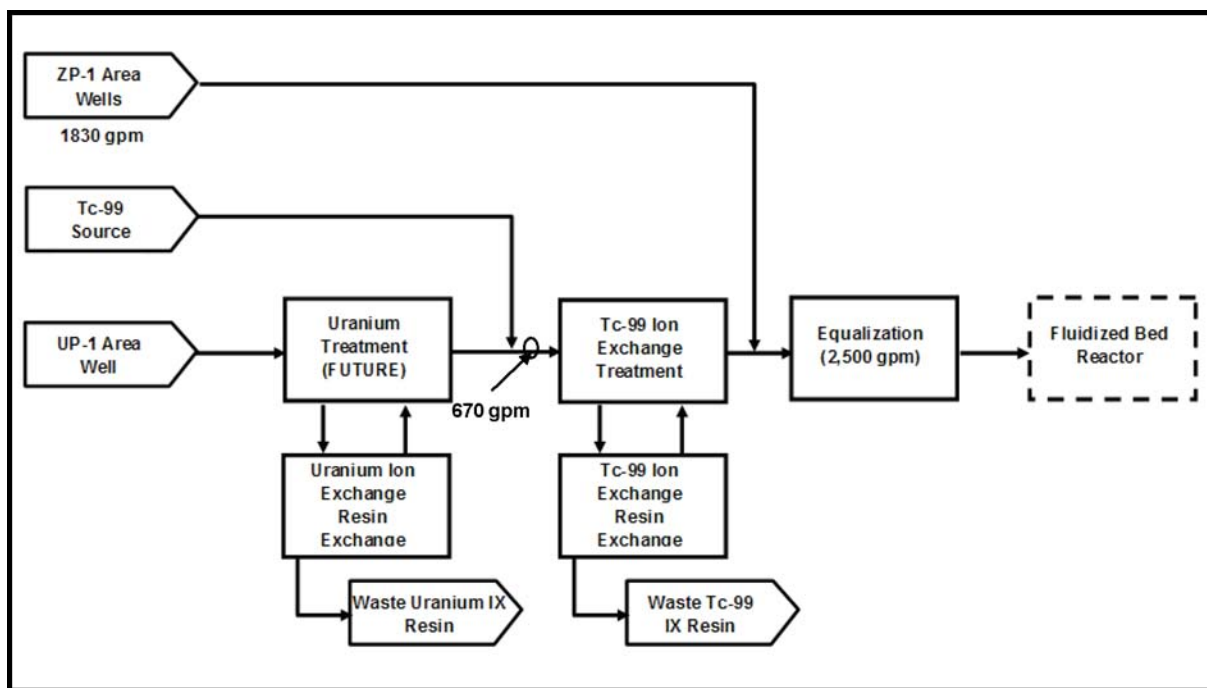 ZP-1 Area
Wells
1830 gpm
Tc-99
Source
UP-1 Area
Well
Uranium
Treatment
(FUTURE)
670 gpm
Tc-99 Ion
Exchange
Treatment
Equalization
(2,500 gpm)
Fluidized Bed
Reactor
Uranium Ion
Exchange
Resin
Exchange
Tc-99 Ion
Exchange
Resin
Exchange
Waste Uranium IX
Resin
Waste Tc-99
IX Resin